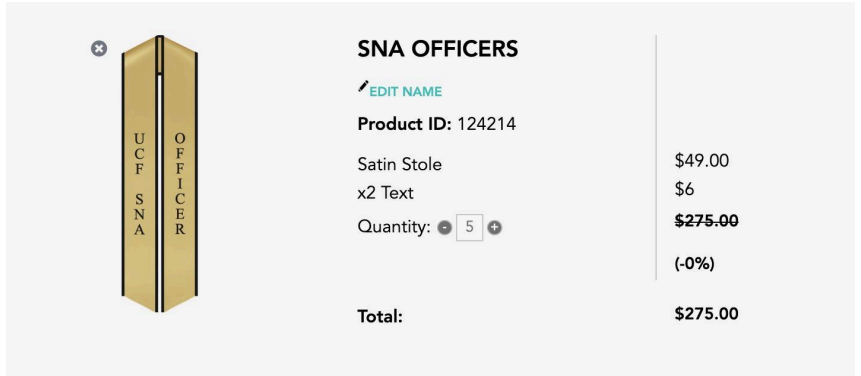 SNA OFFICERS
EDIT NAME
Product ID: 124214
Satin Stole $49.00
x2 Text $6
Quantity: - 5 + $275.00
(-0%)
Total: $275.00
UCF SNA
OFFICER